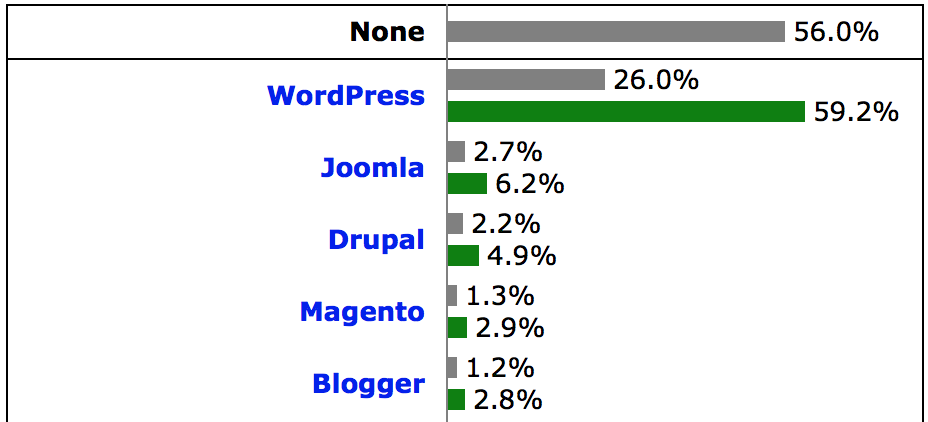 None 56.0%
WordPress 26.0%
59.2%
Joomla 2.7%
6.2%
Drupal 2.2%
4.9%
Magento 1.3%
2.9%
Blogger 1.2%
2.8%